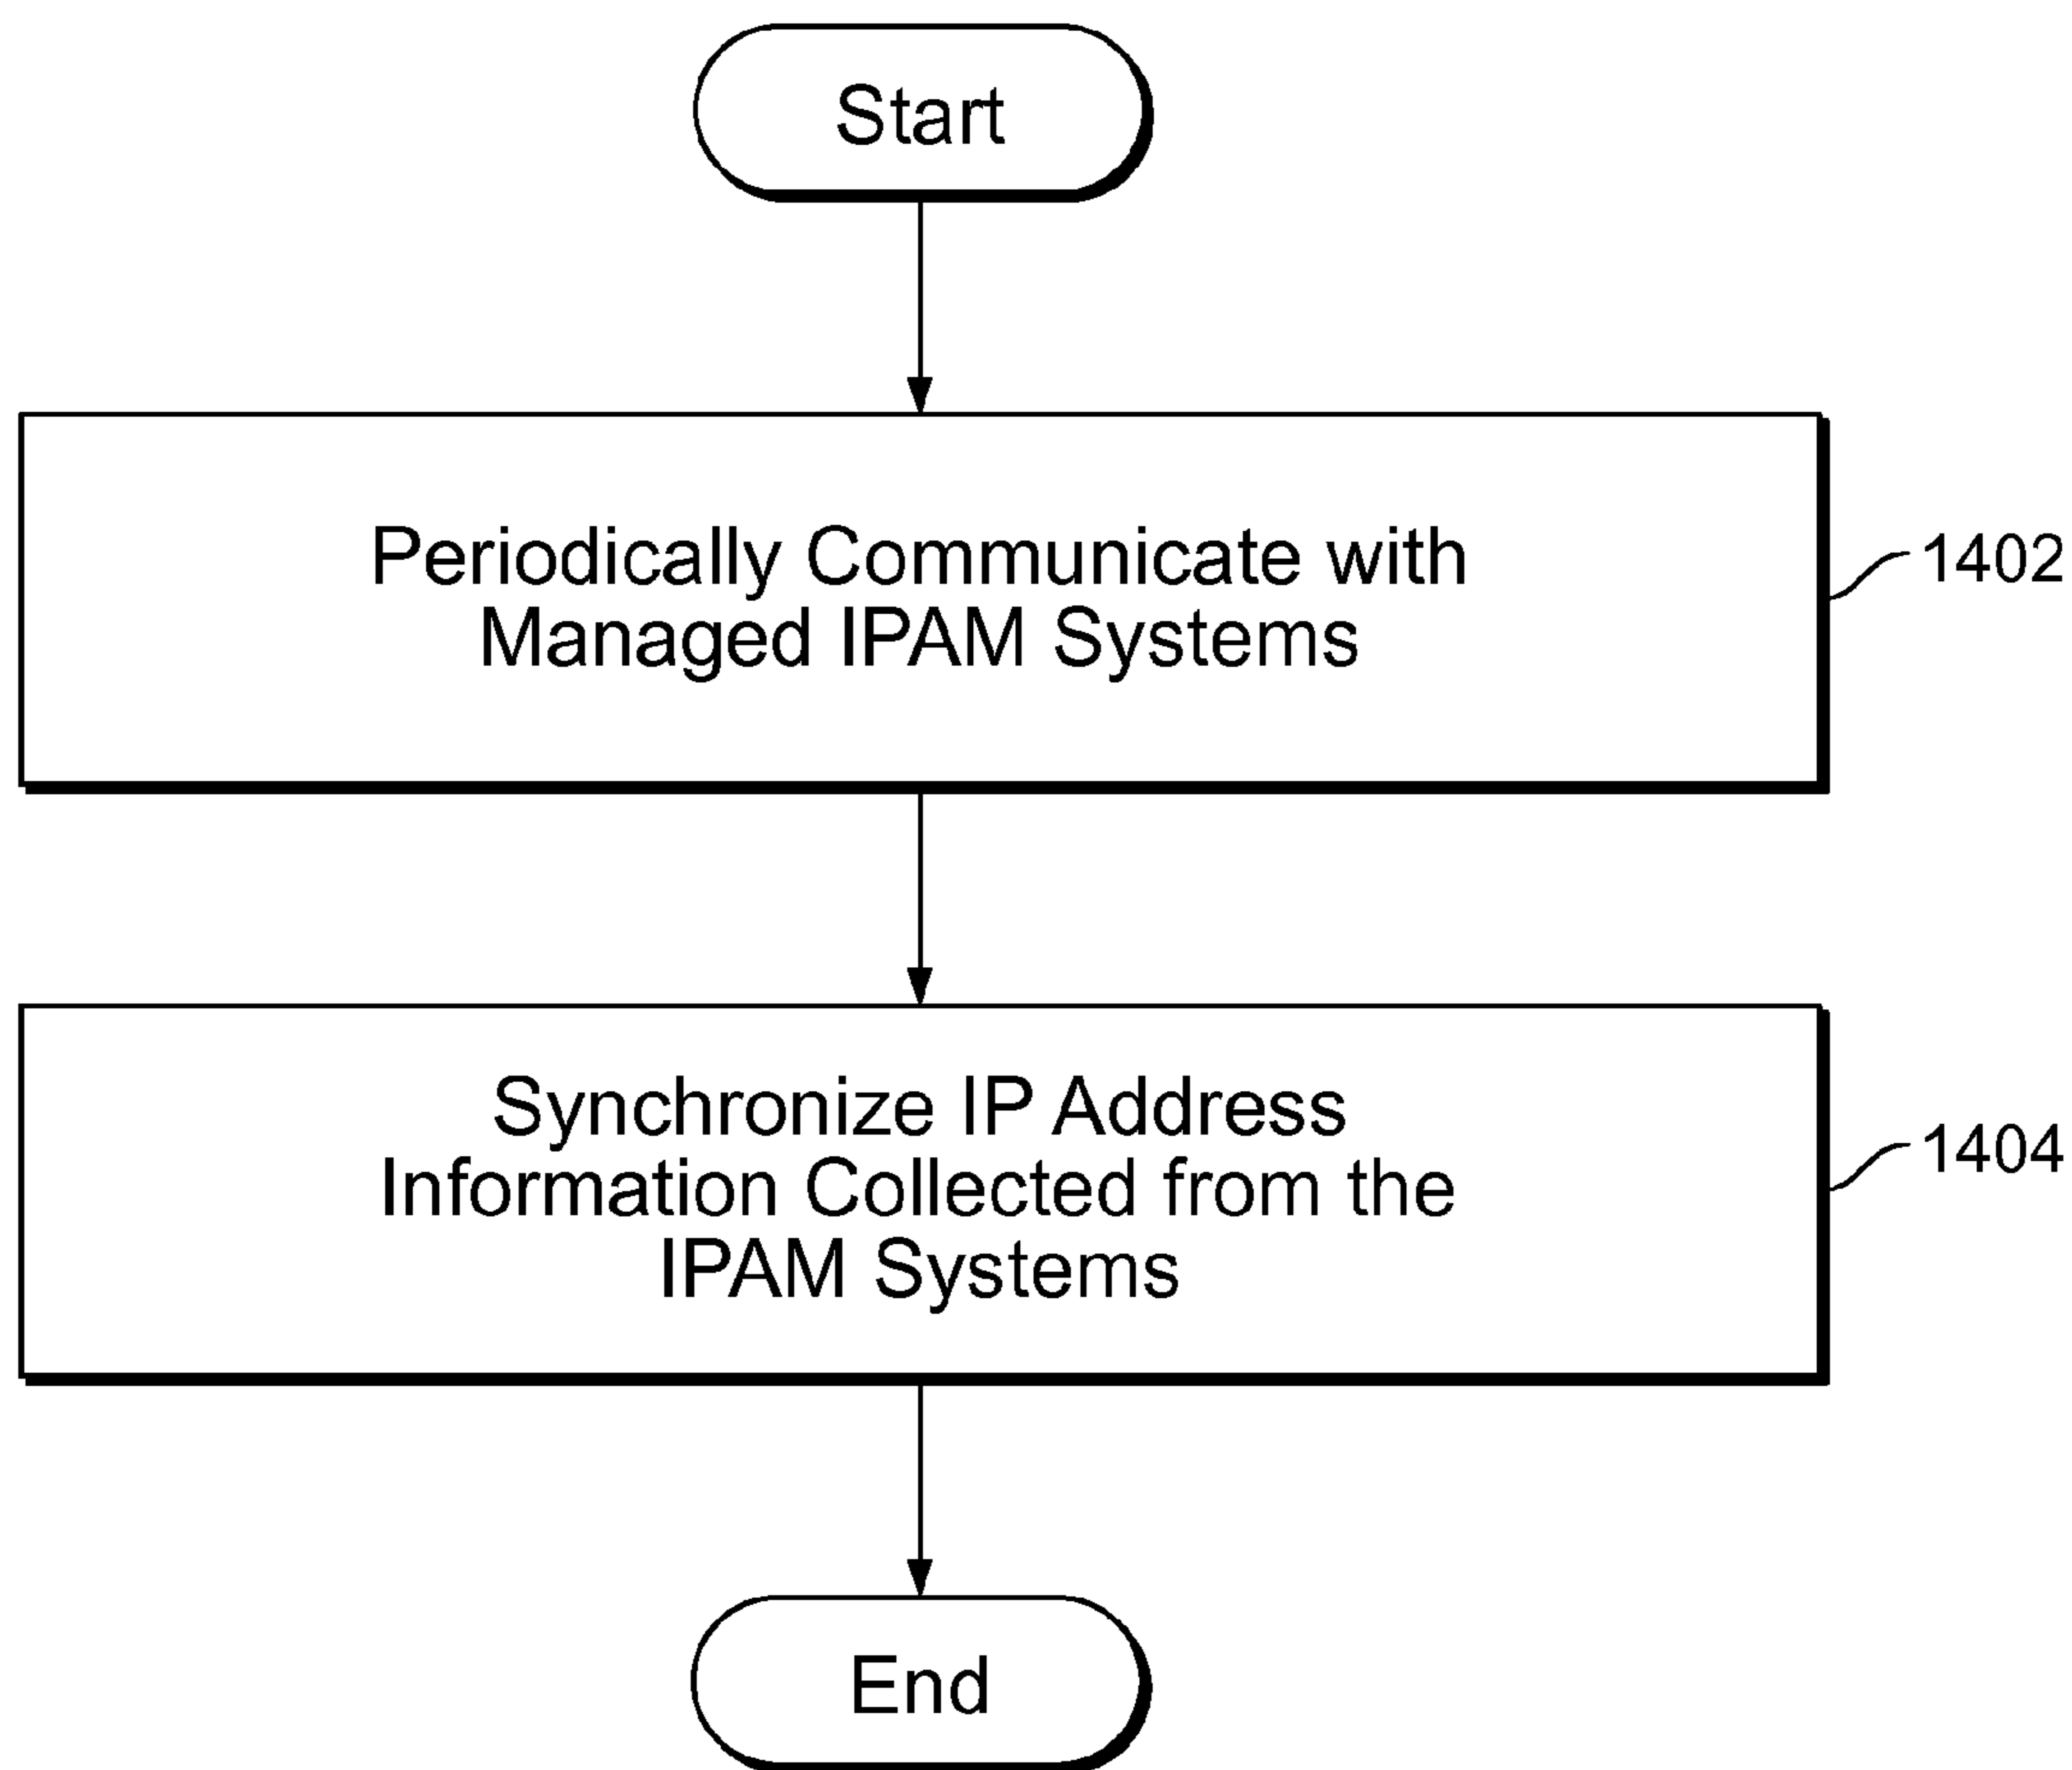 Start
Periodically Communicate with
Managed IPAM Systems
1402
Synchronize IP Address
Information Collected from the
IPAM Systems
1404
End